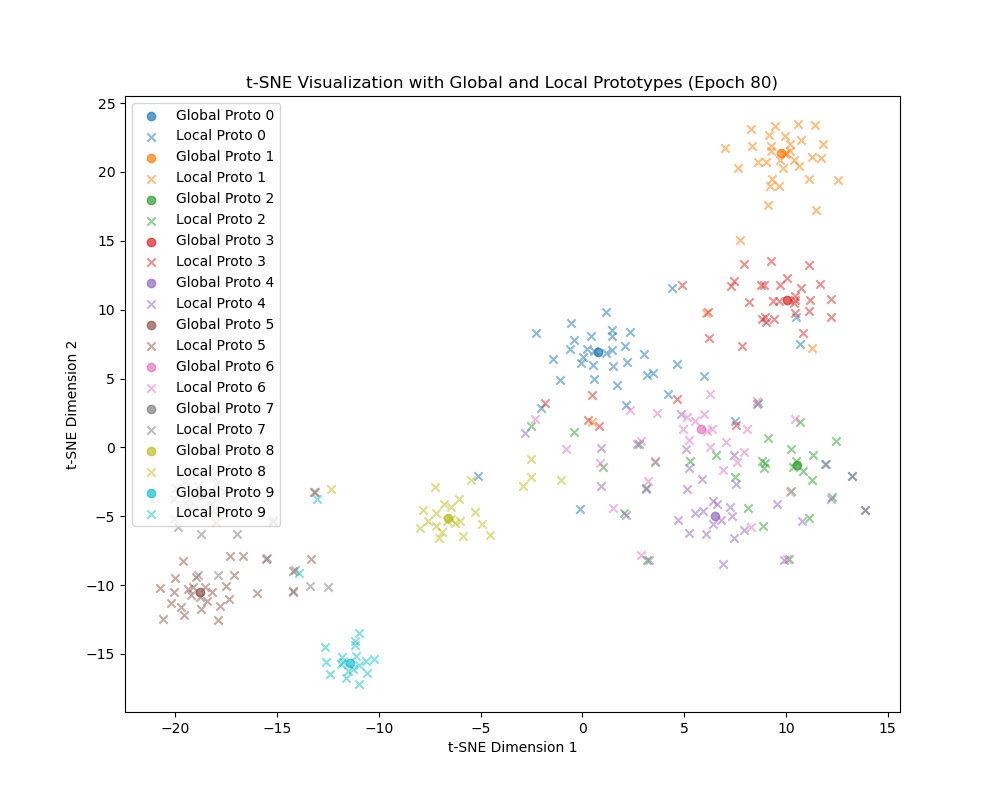 t-SNE Visualization with Global and Local Prototypes (Epoch 80)
25
20
15
10
5
0
−5
−10
−15
t-SNE Dimension 2
Global Proto 0
Local Proto 0
Global Proto 1
Local Proto 1
Global Proto 2
Local Proto 2
Global Proto 3
Local Proto 3
Global Proto 4
Local Proto 4
Global Proto 5
Local Proto 5
Global Proto 6
Local Proto 6
Global Proto 7
Local Proto 7
Global Proto 8
Local Proto 8
Global Proto 9
Local Proto 9
−20 −15 −10 −5 0 5 10 15
t-SNE Dimension 1